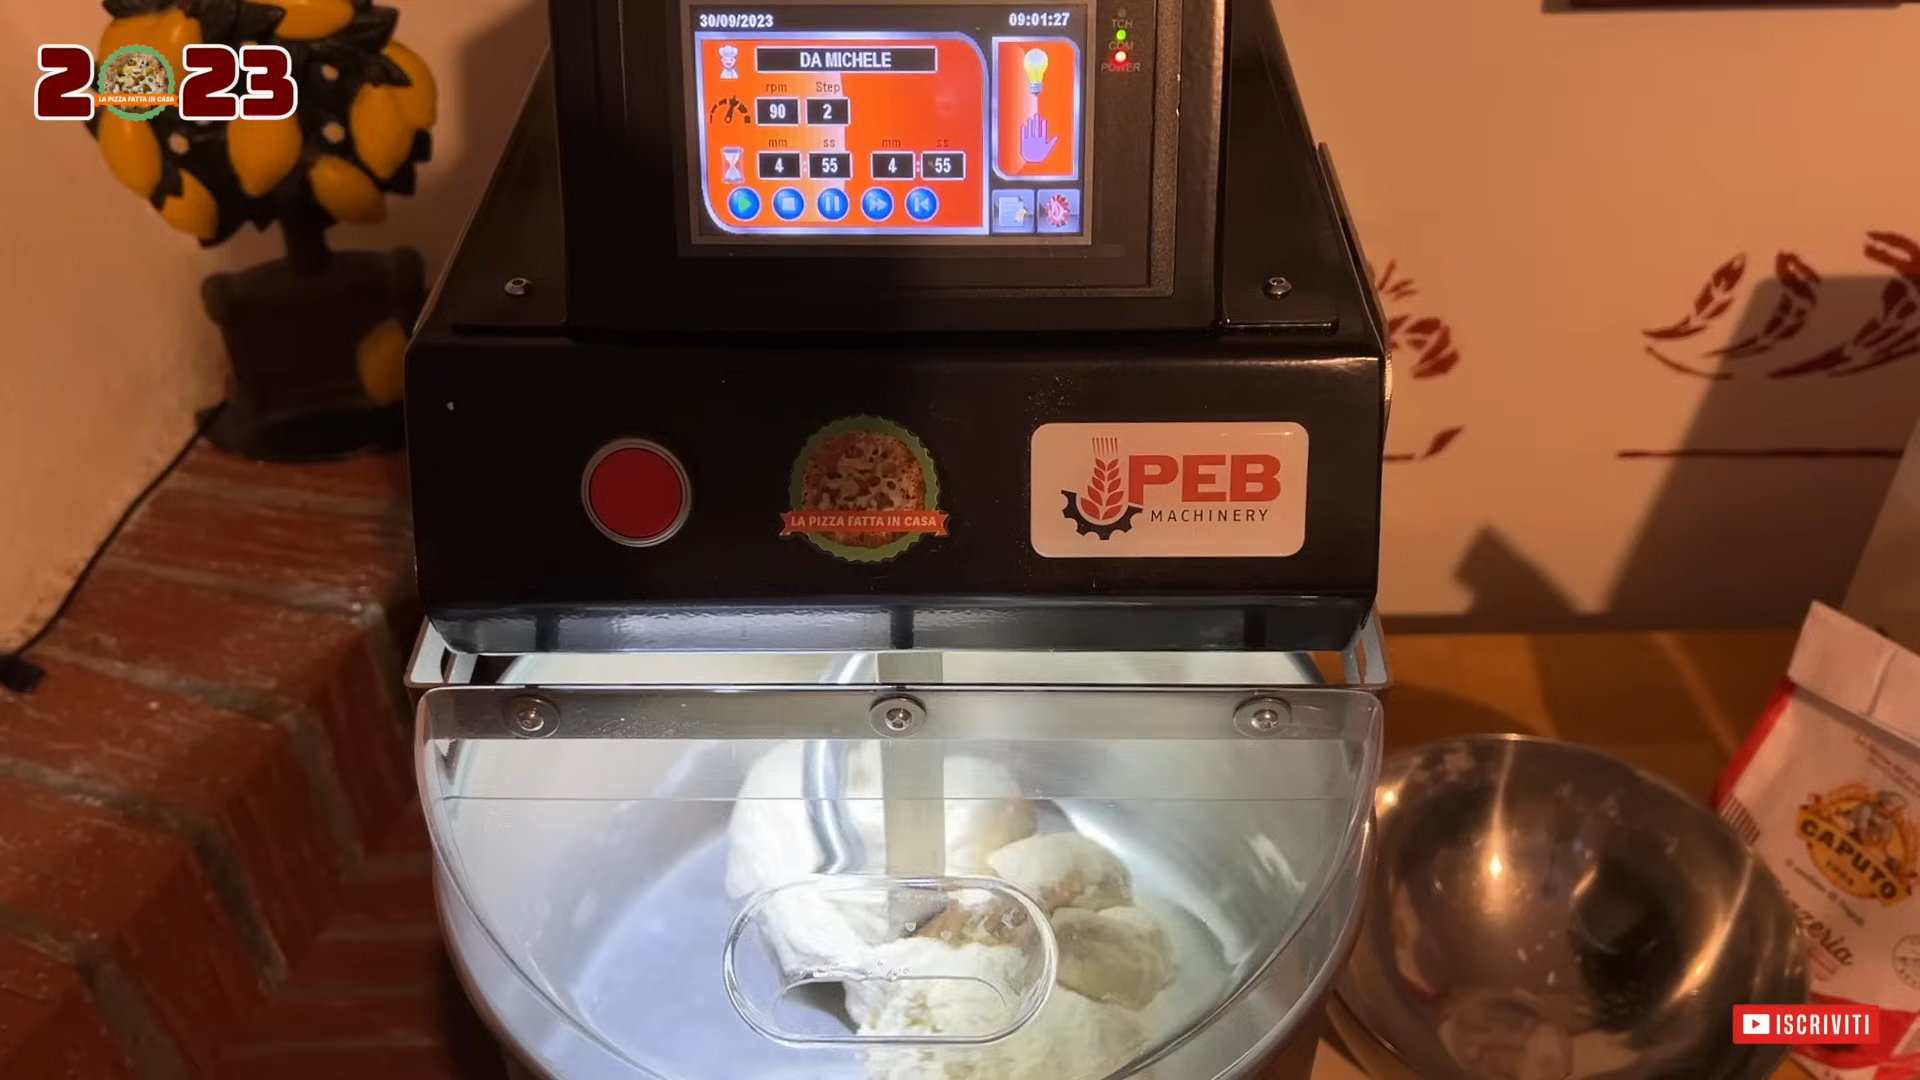 2023
LA PIZZA FATTA IN CASA
30/09/2023 09:01:27
DA MICHELE
rpm Step
90 2
mm ss mm ss
4 : 55 4 : 55
TCH
COM
POWER
LA PIZZA FATTA IN CASA
PEB
MACHINERY
CAPUTO
1924
ISCRIVITI